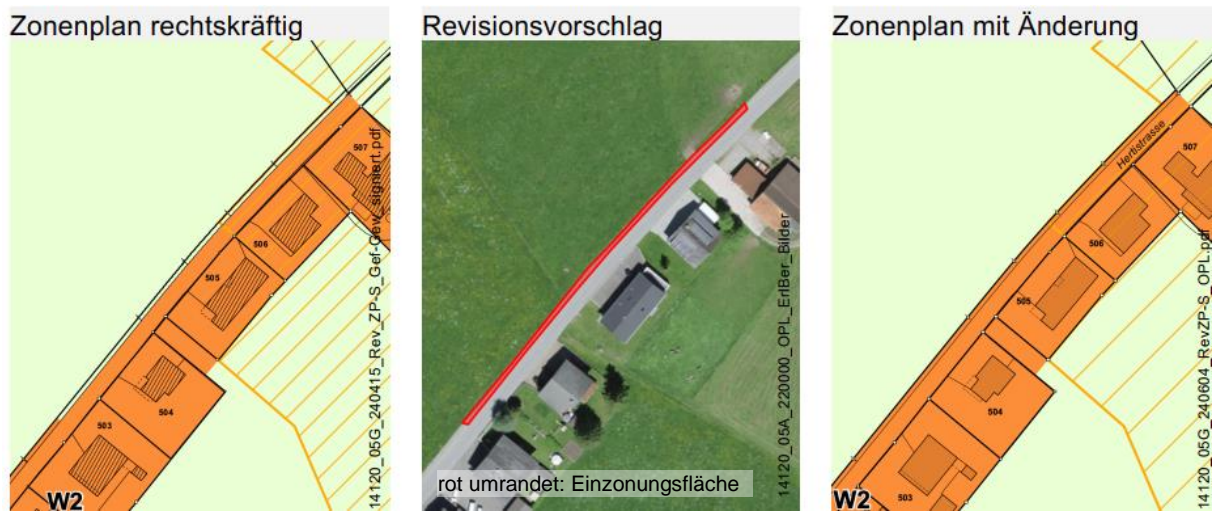 Zonenplan rechtskräftig
507
506
505
504
503
W2
14120_05G_240415_Rev_ZP-S_Gef-Gew_signiert.pdf
Revisionsvorschlag
rot umrandet: Einzonungsfläche
14120_05A_220000_OPL_ErlBer_Bilder
Zonenplan mit Änderung
Hertistrasse
507
506
505
504
503
W2
14120_05G_240604_RevZP-S_OPL.pdf